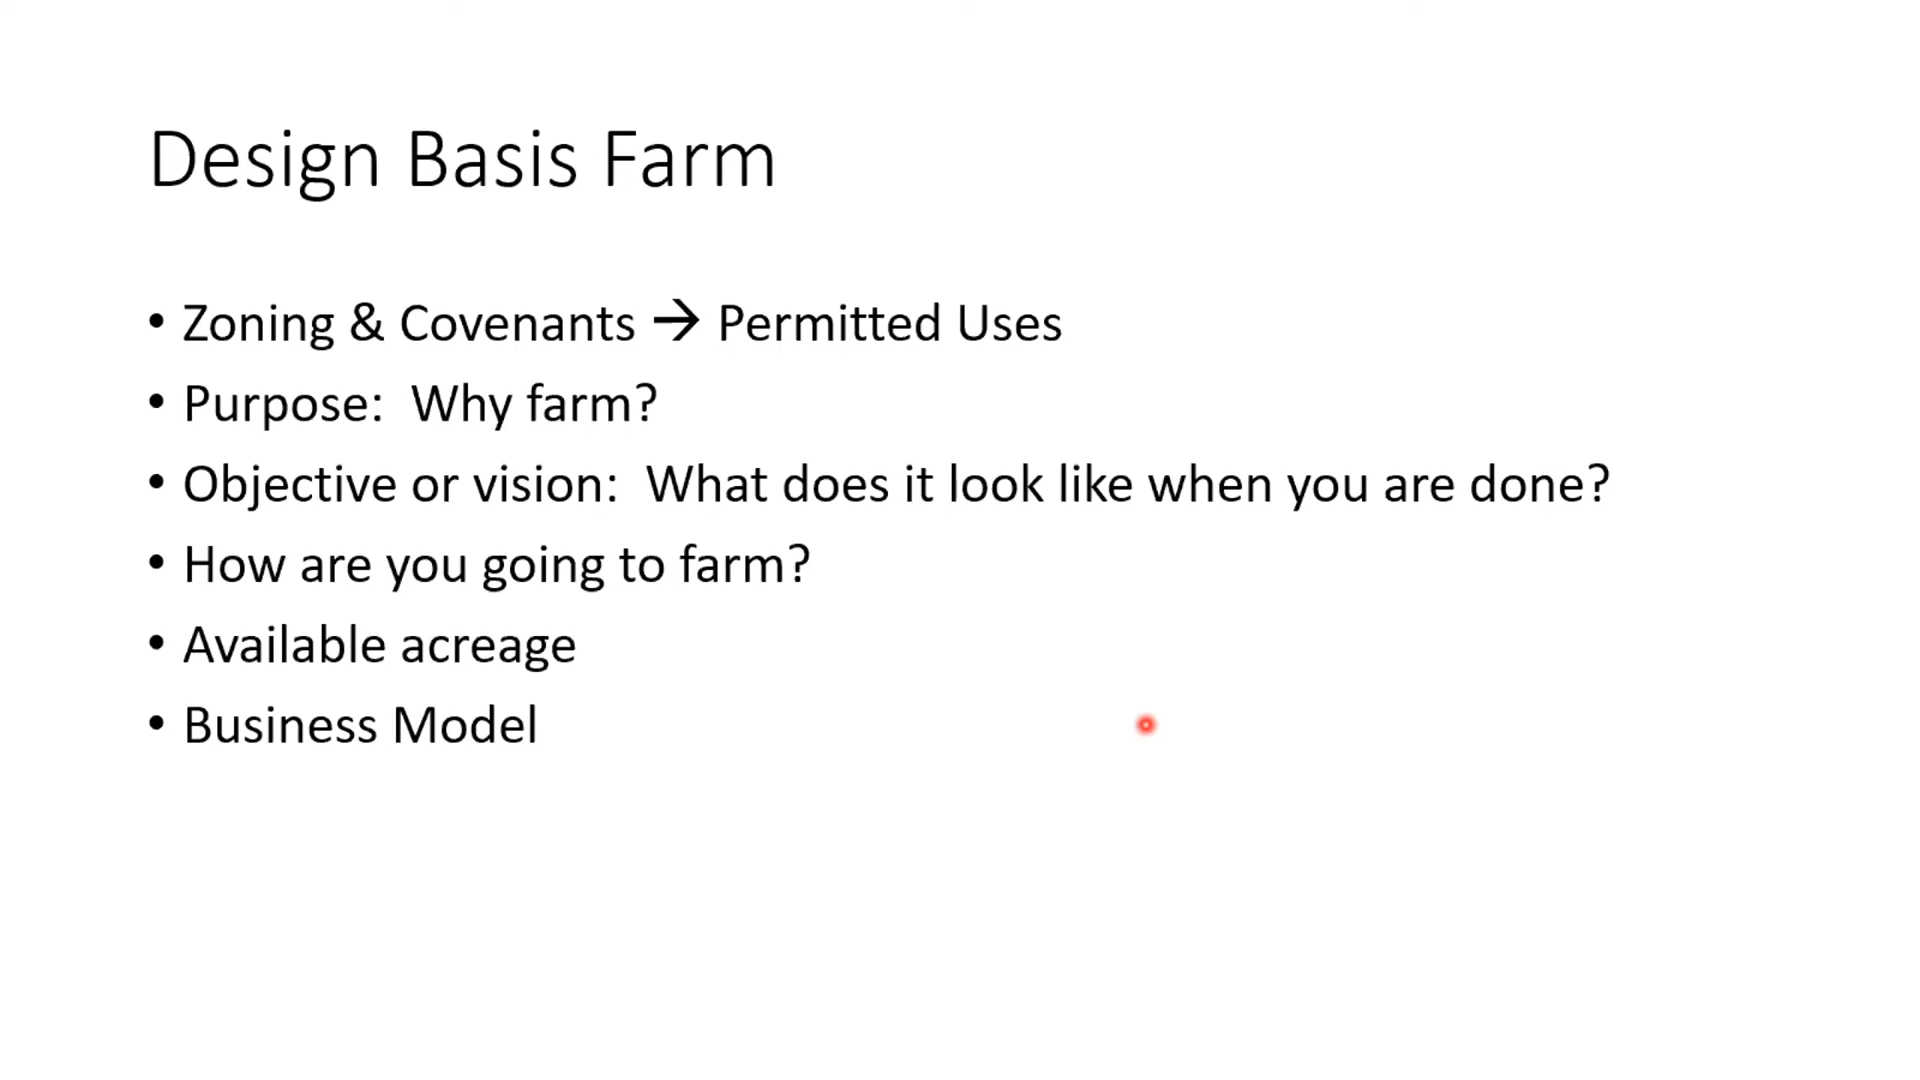 Design Basis Farm
• Zoning & Covenants → Permitted Uses
• Purpose:  Why farm?
• Objective or vision:  What does it look like when you are done?
• How are you going to farm?
• Available acreage
• Business Model